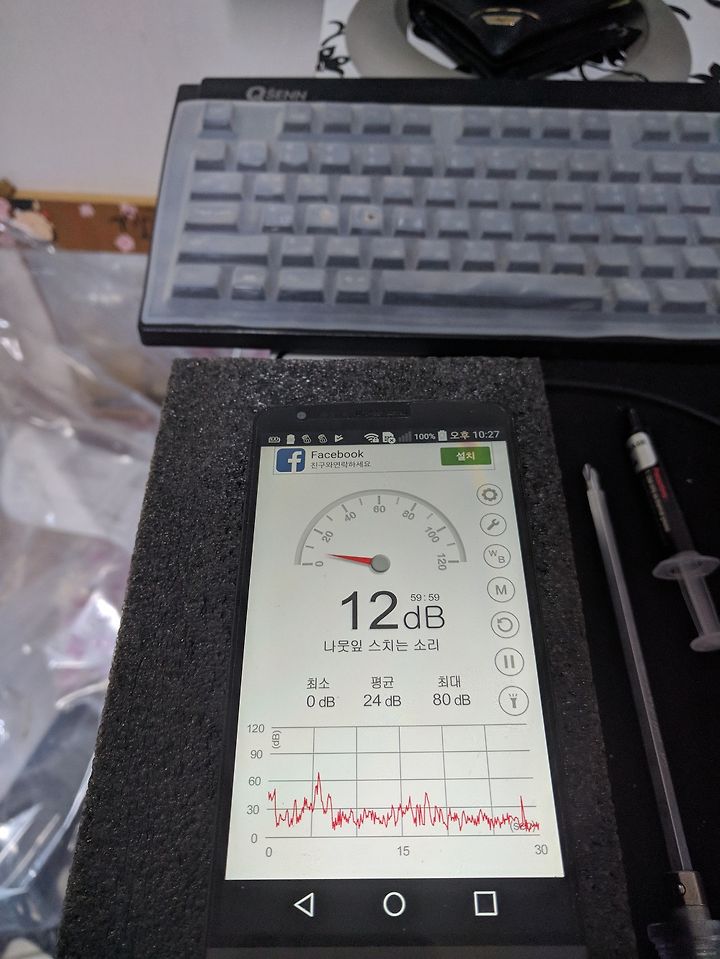 QSENN
100% 오후 10:27
Facebook
친구와연락하세요
설치
0 20 40 60 80 100 120
59:59
12dB
나뭇잎 스치는 소리
W B
M
최소 평균 최대
0 dB 24 dB 80 dB
(dB)
120
90
60
30
0
(Sec)
0 15 30